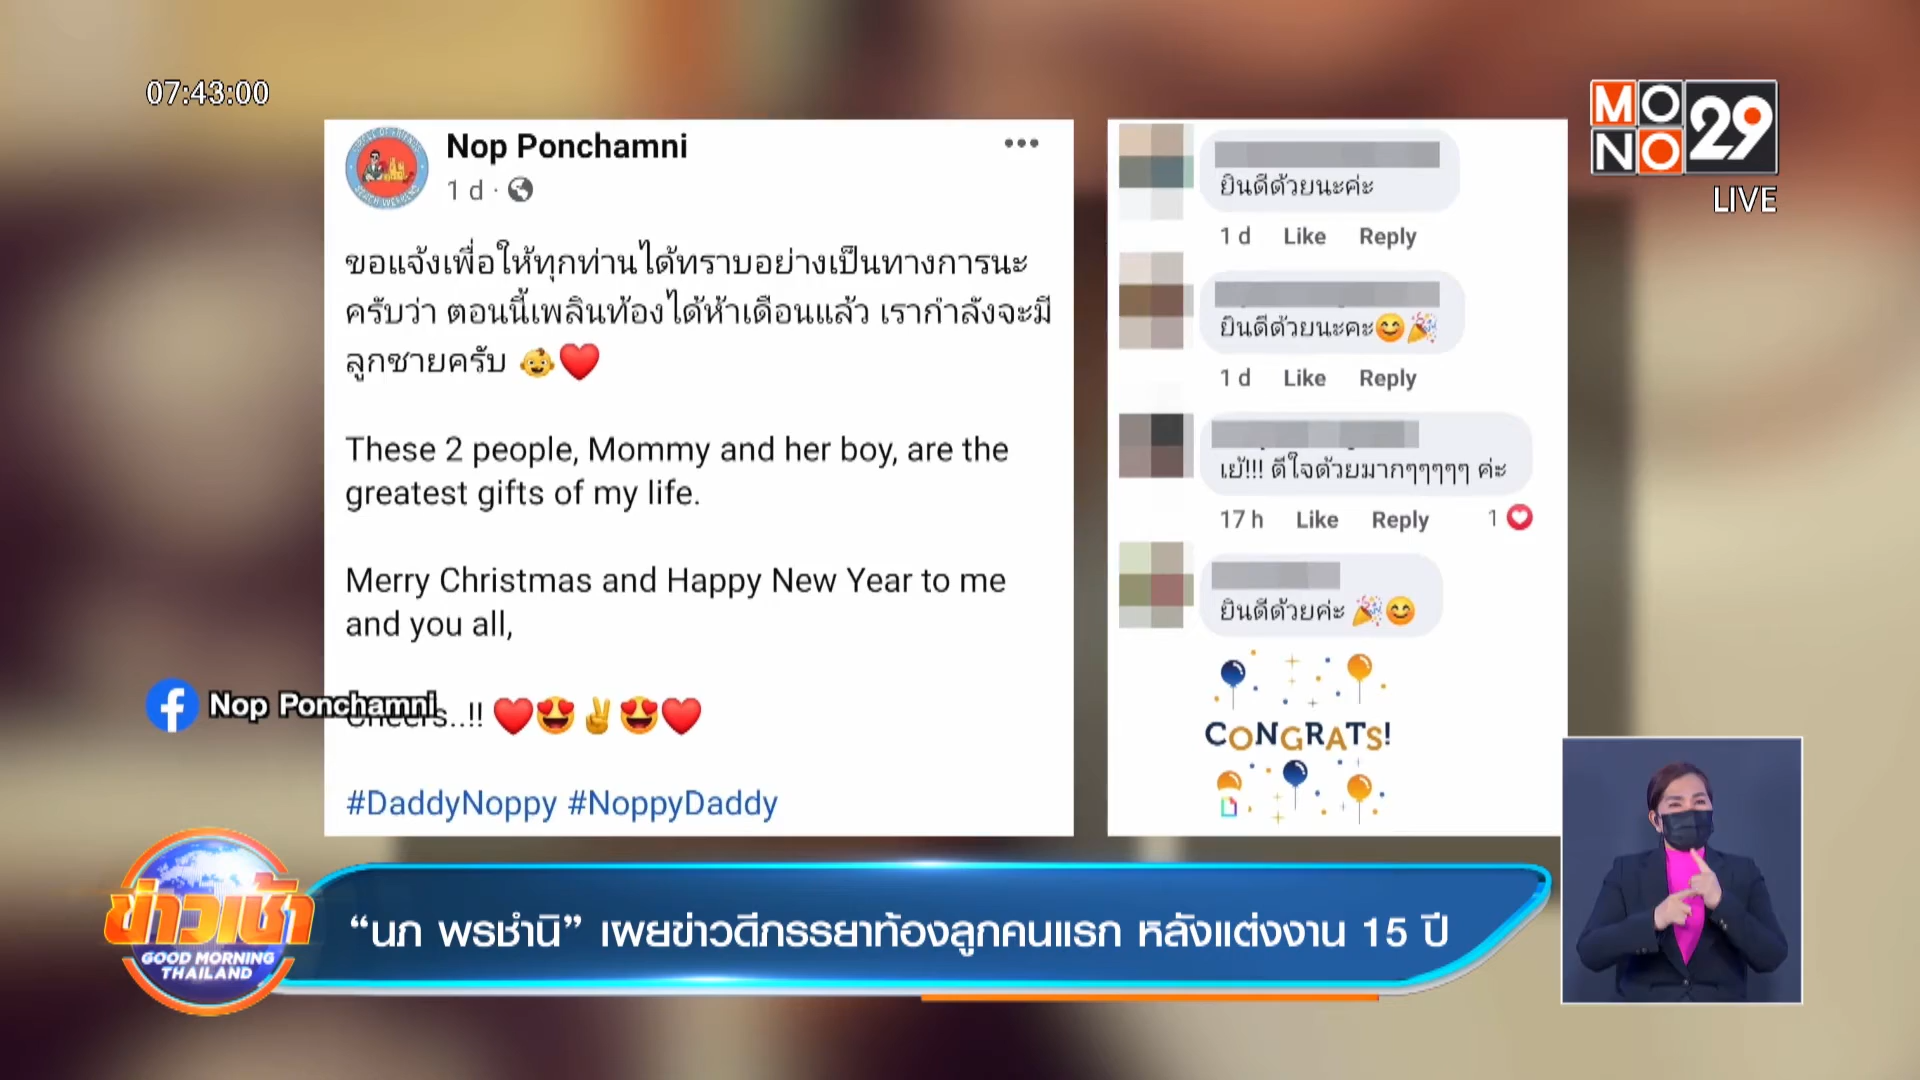 07:43:00
MONO 29
LIVE
Nop Ponchamni
1 d ·
ขอแจ้งเพื่อให้ทุกท่านได้ทราบอย่างเป็นทางการนะ
ครับว่า ตอนนี้เพลินท้องได้ห้าเดือนแล้ว เรากำลังจะมี
ลูกชายครับ 👶❤️
These 2 people, Mommy and her boy, are the
greatest gifts of my life.
Merry Christmas and Happy New Year to me
and you all,
Cheers..!! ❤️😍✌️😍❤️
#DaddyNoppy #NoppyDaddy
ยินดีด้วยนะค่ะ
1 d Like Reply
ยินดีด้วยนะคะ😊🎉
1 d Like Reply
เย้!!! ดีใจด้วยมากๆๆๆๆๆ ค่ะ
17 h Like Reply 1
ยินดีด้วยค่ะ 🎉😊
CONGRATS!
Nop Ponchamni
ข่าวเช้า
GOOD MORNING
THAILAND
“นภ พรชำนิ” เผยข่าวดีภรรยาท้องลูกคนแรก หลังแต่งงาน 15 ปี